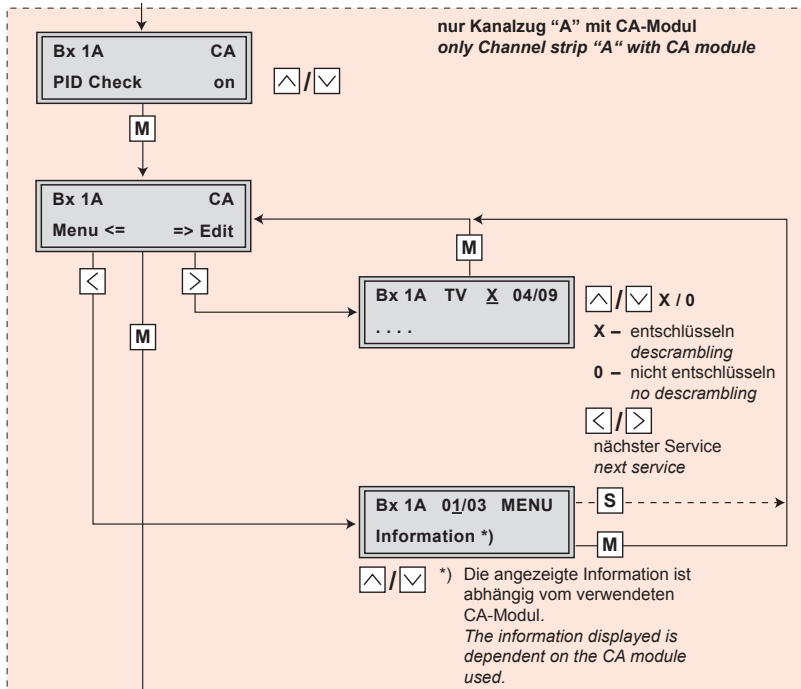 nur Kanalzug “A” mit CA-Modul
only Channel strip “A“ with CA module
Bx 1A CA
PID Check on
/
M
Bx 1A CA
Menu <= => Edit
M
M
Bx 1A TV X 04/09
. . . .
/ X / 0
X – entschlüsseln
descrambling
0 – nicht entschlüsseln
no descrambling
< / >
nächster Service
next service
Bx 1A 01/03 MENU
Information *)
S
M
/
*) Die angezeigte Information ist
abhängig vom verwendeten
CA-Modul.
The information displayed is
dependent on the CA module
used.